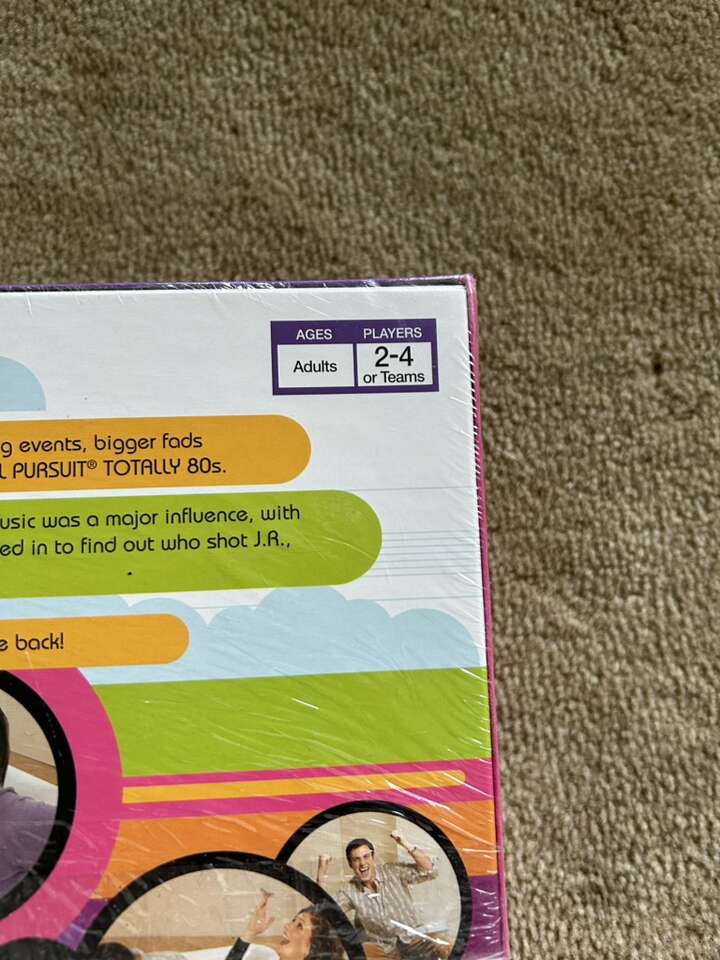 AGES PLAYERS
Adults 2-4
or Teams
g events, bigger fads
L PURSUIT® TOTALLY 80s.
usic was a major influence, with
ed in to find out who shot J.R.,
e back!